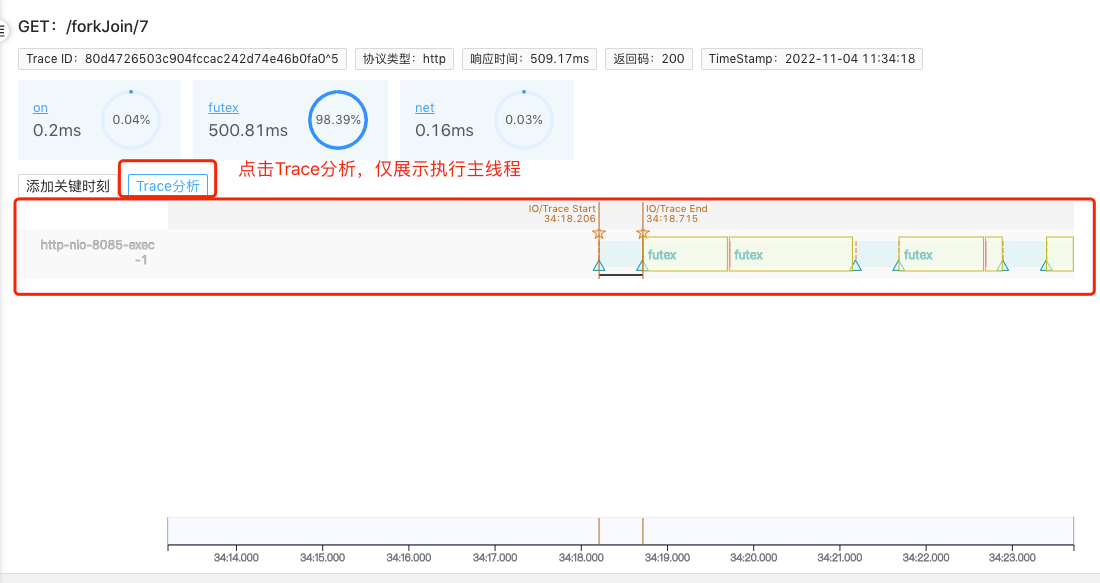 GET：/forkJoin/7
Trace ID：80d4726503c904fccac242d74e46b0fa0^5
协议类型：http
响应时间：509.17ms
返回码：200
TimeStamp：2022-11-04 11:34:18
on
0.2ms
0.04%
futex
500.81ms
98.39%
net
0.16ms
0.03%
添加关键时刻
Trace分析
点击Trace分析，仅展示执行主线程
IO/Trace Start
34:18.206
IO/Trace End
34:18.715
http-nio-8085-exec
-1
futex
futex
futex
34:14.000
34:15.000
34:16.000
34:17.000
34:18.000
34:19.000
34:20.000
34:21.000
34:22.000
34:23.000